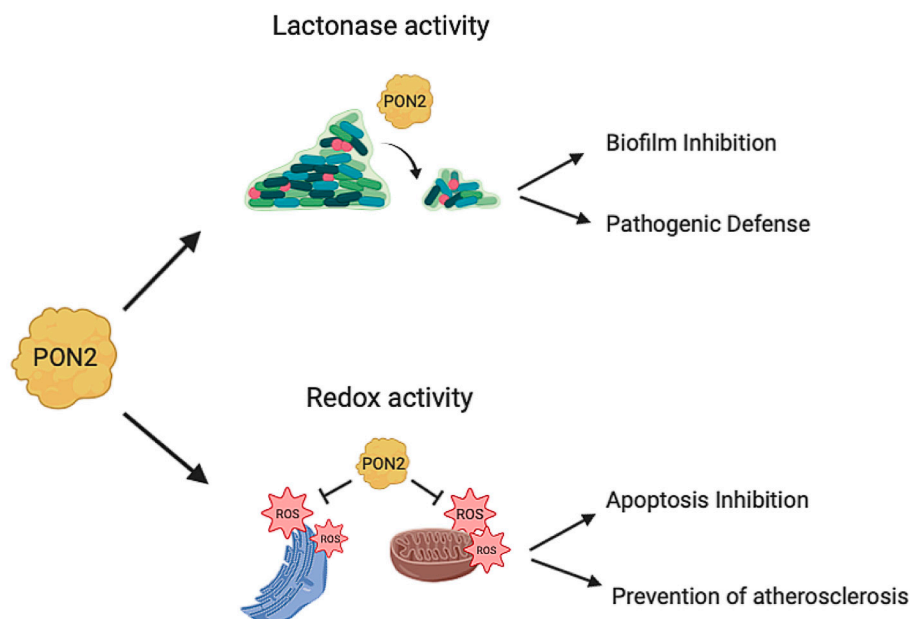 Lactonase activity
PON2
Biofilm Inhibition
Pathogenic Defense
PON2
Redox activity
PON2
ROS
ROS
ROS
ROS
Apoptosis Inhibition
Prevention of atherosclerosis